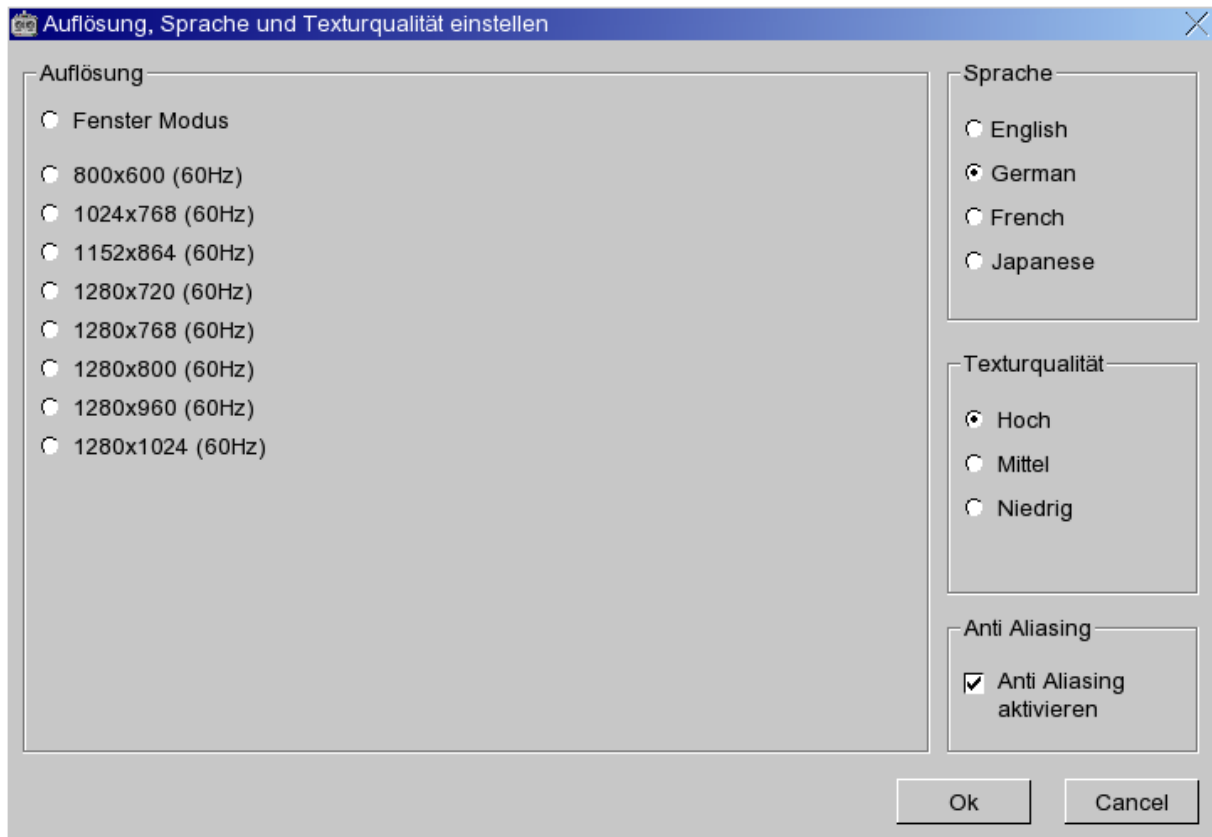 Auflösung, Sprache und Texturqualität einstellen
Auflösung
Fenster Modus
800x600 (60Hz)
1024x768 (60Hz)
1152x864 (60Hz)
1280x720 (60Hz)
1280x768 (60Hz)
1280x800 (60Hz)
1280x960 (60Hz)
1280x1024 (60Hz)
Sprache
English
German
French
Japanese
Texturqualität
Hoch
Mittel
Niedrig
Anti Aliasing
Anti Aliasing
aktivieren
Ok
Cancel